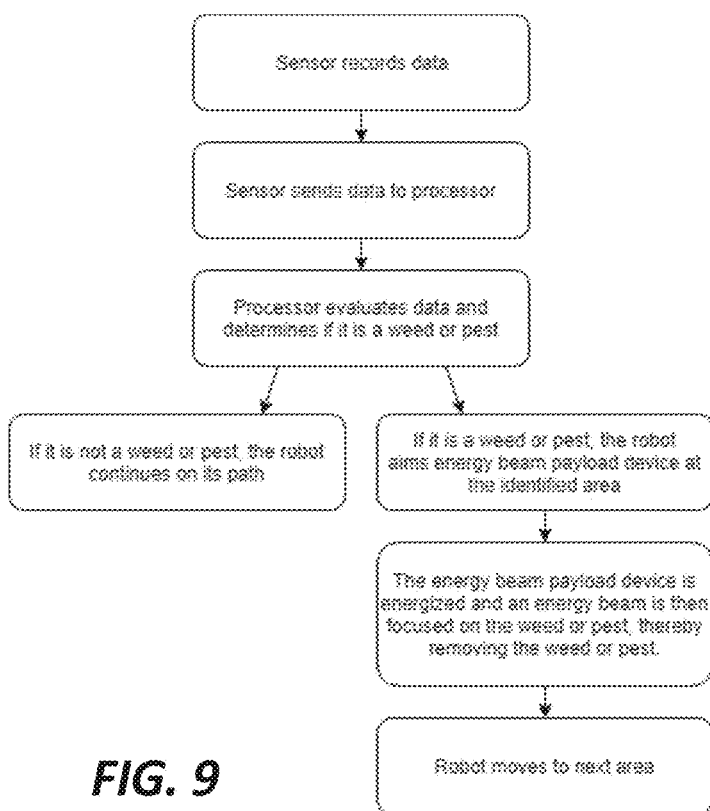 Sensor records data
Sensor sends data to processor
Processor evaluates data and
determines if it is a weed or pest
If it is not a weed or pest, the robot
continues on its path
If it is a weed or pest, the robot
aims energy beam payload device at
the identified area
The energy beam payload device is
energized and an energy beam is then
focused on the weed or pest, thereby
removing the weed or pest.
Robot moves to next area
FIG. 9